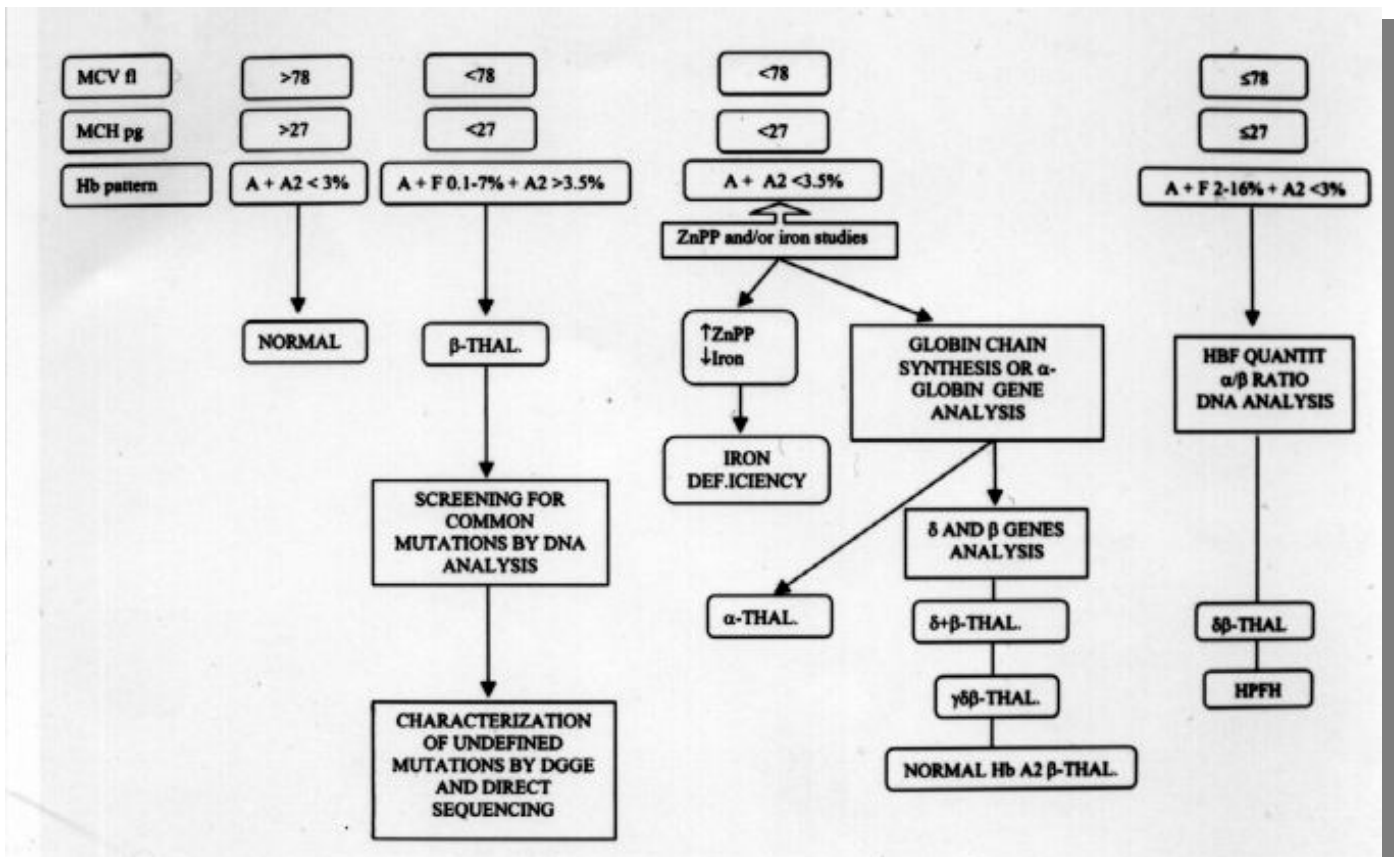 MCV fl
>78
<78
<78
≤78
MCH pg
>27
<27
<27
≤27
Hb pattern
A + A2 < 3%
A + F 0.1-7% + A2 >3.5%
A + A2 <3.5%
A + F 2-16% + A2 <3%
ZnPP and/or iron studies
NORMAL
β-THAL.
↑ZnPP
↓Iron
GLOBIN CHAIN
SYNTHESIS OR α-
GLOBIN GENE
ANALYSIS
HBF QUANTIT
α/β RATIO
DNA ANALYSIS
IRON
DEF.ICIENCY
SCREENING FOR
COMMON
MUTATIONS BY DNA
ANALYSIS
δ AND β GENES
ANALYSIS
α-THAL.
δ+β-THAL.
δβ-THAL
γδβ-THAL.
HPFH
CHARACTERIZATION
OF UNDEFINED
MUTATIONS BY DGGE
AND DIRECT
SEQUENCING
NORMAL Hb A2 β-THAL.